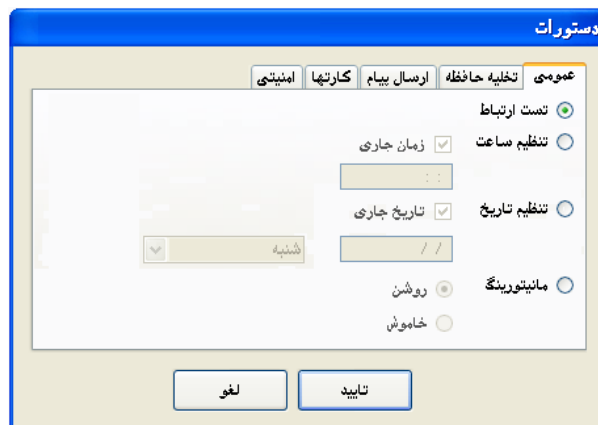 دستورات
عمومی تخلیه حافظه ارسال پیام کارتها امنیتی
تست ارتباط
تنظیم ساعت زمان جاری
: :
تنظیم تاریخ تاریخ جاری
/ / شنبه
مانیتورینگ روشن
خاموش
تایید لغو